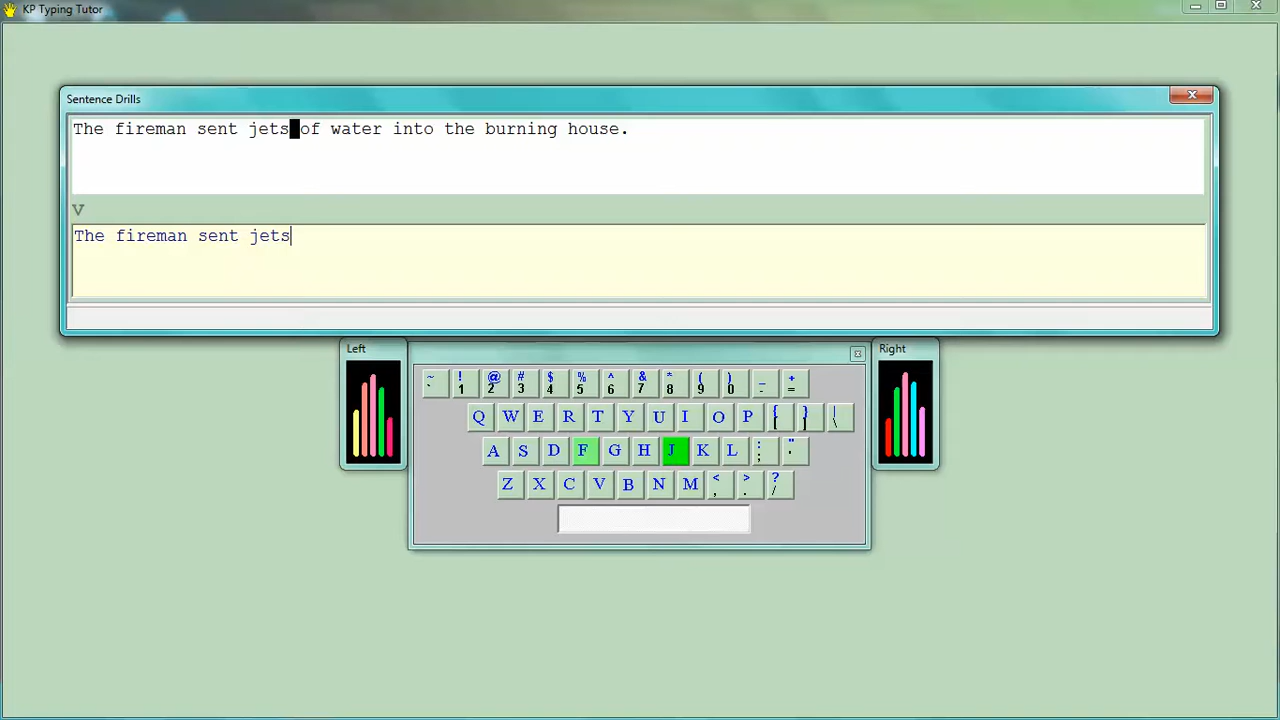 KP Typing Tutor
Sentence Drills
The fireman sent jets of water into the burning house.
V
The fireman sent jets
Left
Right
~ ! @ # $ % ^ & * ( ) _ +
` 1 2 3 4 5 6 7 8 9 0 - =
Q W E R T Y U I O P { [ } ] | \
A S D F G H J K L : ; " '
Z X C V B N M < , > . ? /